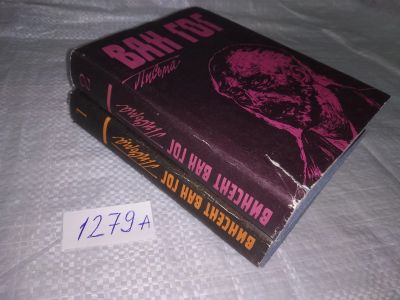 ВАН ГОГ
Письма
ВИНСЕНТ ВАН ГОГ
Письма
2
ВИНСЕНТ ВАН ГОГ
Письма
1
1279А